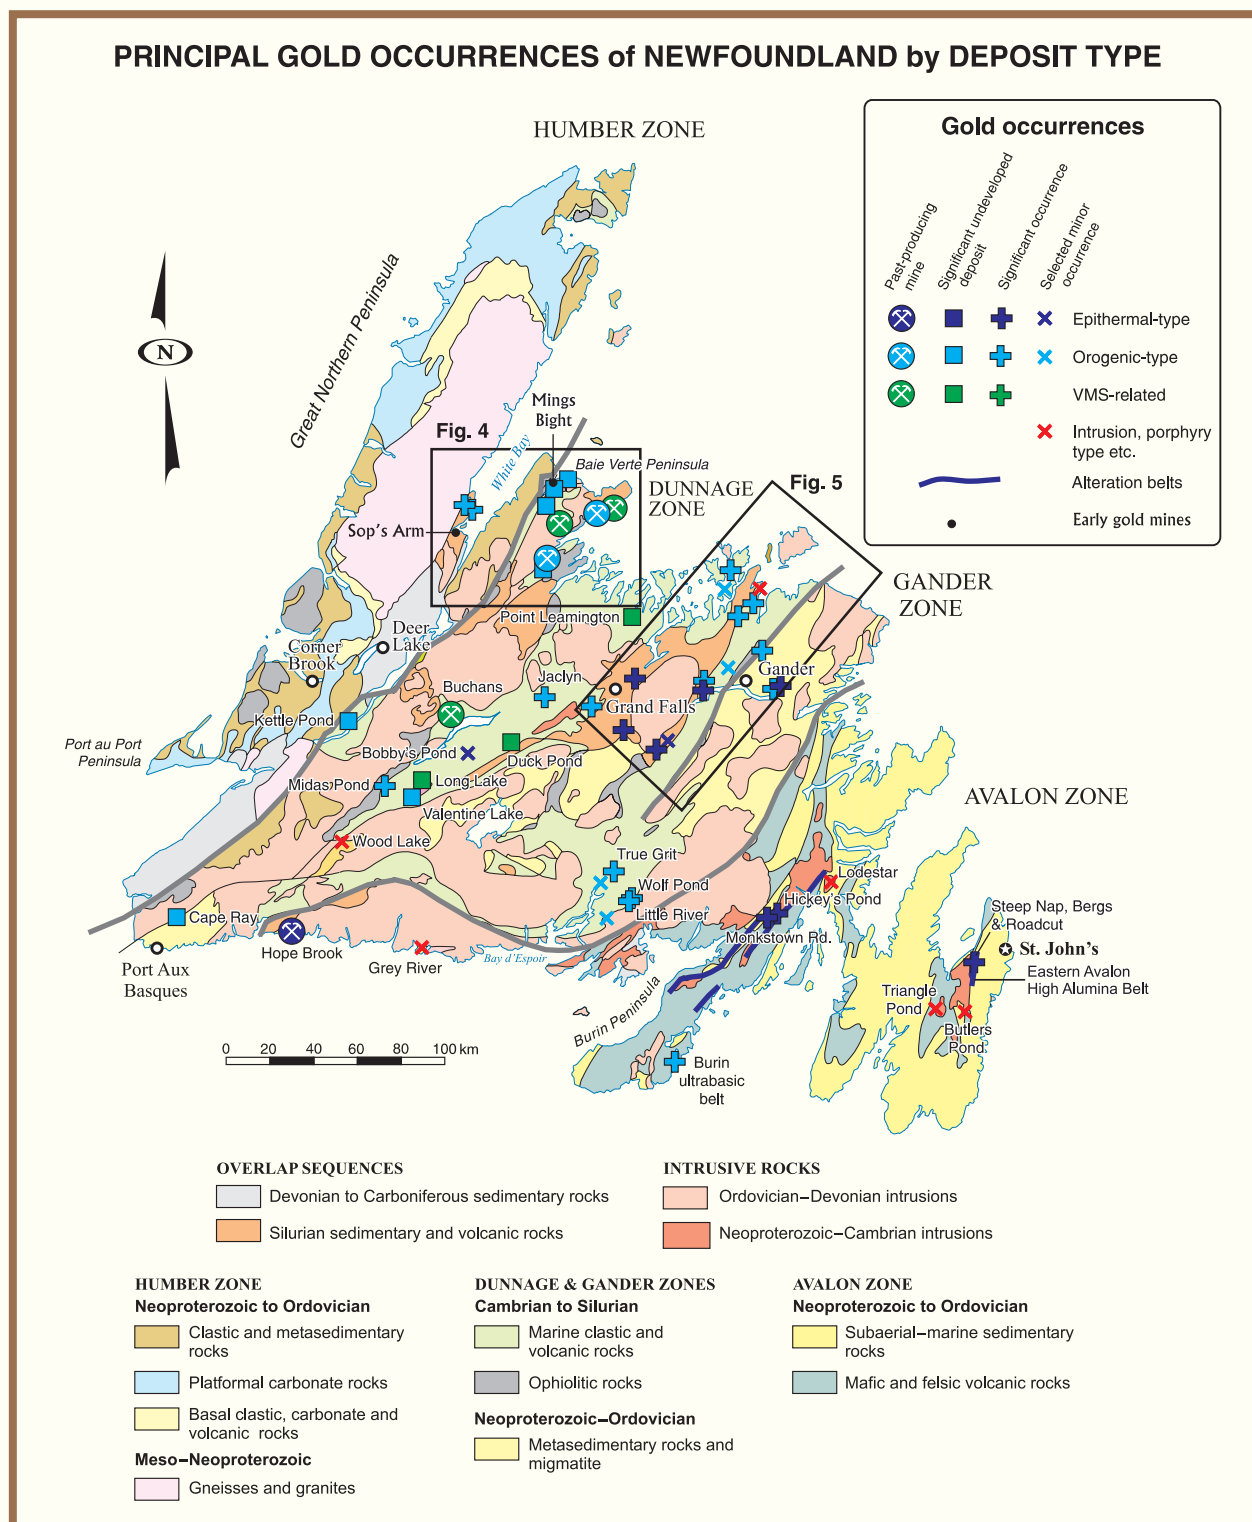 PRINCIPAL GOLD OCCURRENCES of NEWFOUNDLAND by DEPOSIT TYPE
Gold occurrences
Past-producing
mine
Significant undeveloped
deposit
Significant occurrence
Selected minor
occurrence
Epithermal-type
Orogenic-type
VMS-related
Intrusion, porphyry
type etc.
Alteration belts
Early gold mines
HUMBER ZONE
N
Great Northern Peninsula
Mings
Bight
Fig. 4
White Bay
Baie Verte Peninsula
DUNNAGE
ZONE
Fig. 5
Sop's Arm
GANDER
ZONE
Point Leamington
Deer
Lake
Corner
Brook
Jaclyn
Gander
Buchans
Grand Falls
Kettle Pond
Port au Port
Peninsula
Bobby's Pond
Duck Pond
Midas Pond
Long Lake
Valentine Lake
AVALON ZONE
Wood Lake
True Grit
Lodestar
Wolf Pond
Hickey's Pond
Little River
Steep Nap, Bergs
& Roadcut
Cape Ray
Monkstown Rd.
St. John's
Hope Brook
Grey River
Bay d'Espoir
Port Aux
Basques
Eastern Avalon
High Alumina Belt
Triangle
Pond
Burin Peninsula
Butlers
Pond
0 20 40 60 80 100 km
Burin
ultrabasic
belt
OVERLAP SEQUENCES
Devonian to Carboniferous sedimentary rocks
Silurian sedimentary and volcanic rocks
INTRUSIVE ROCKS
Ordovician–Devonian intrusions
Neoproterozoic–Cambrian intrusions
HUMBER ZONE
Neoproterozoic to Ordovician
Clastic and metasedimentary
rocks
Platformal carbonate rocks
Basal clastic, carbonate and
volcanic rocks
Meso–Neoproterozoic
Gneisses and granites
DUNNAGE & GANDER ZONES
Cambrian to Silurian
Marine clastic and
volcanic rocks
Ophiolitic rocks
Neoproterozoic–Ordovician
Metasedimentary rocks and
migmatite
AVALON ZONE
Neoproterozoic to Ordovician
Subaerial–marine sedimentary
rocks
Mafic and felsic volcanic rocks